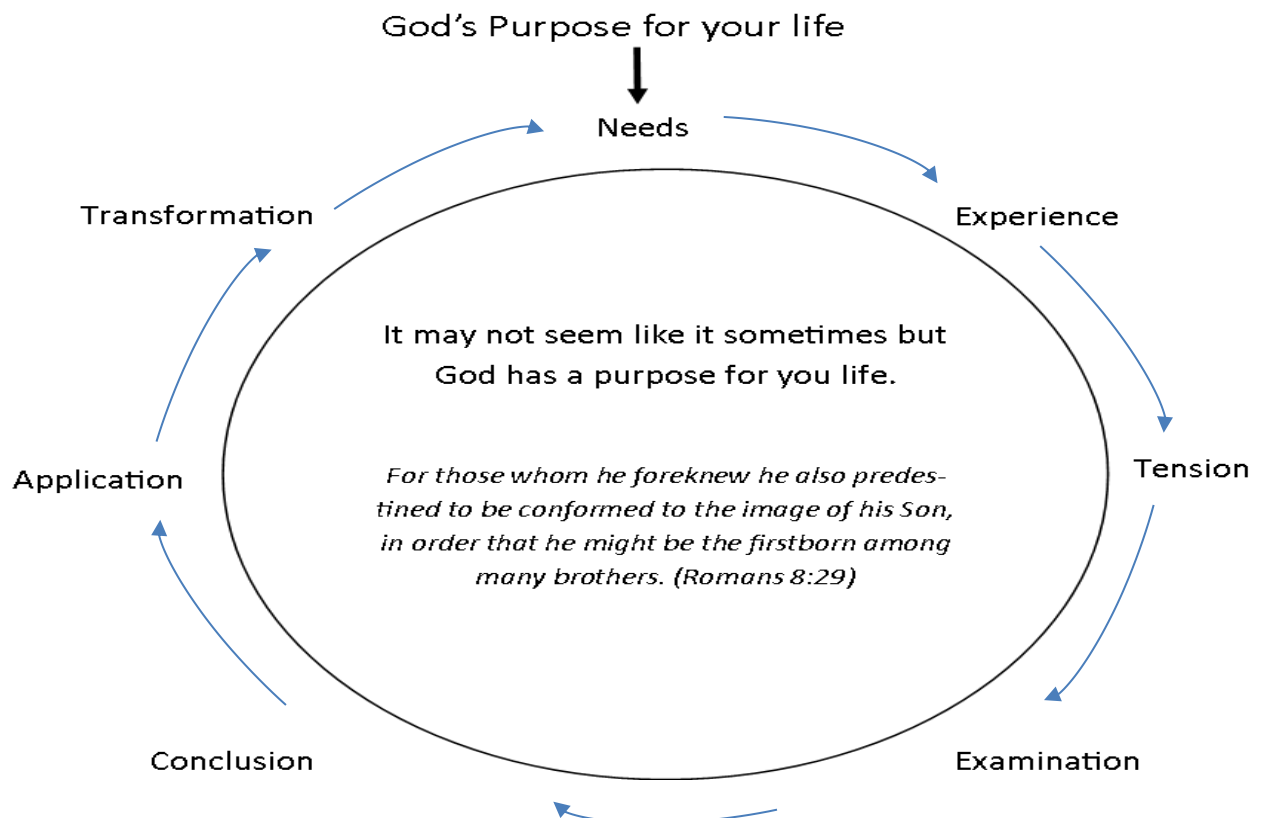 God's Purpose for your life
Needs
Transformation
Experience
It may not seem like it sometimes but
God has a purpose for you life.
Application
Tension
For those whom he foreknew he also predes-
tined to be conformed to the image of his Son,
in order that he might be the firstborn among
many brothers. (Romans 8:29)
Conclusion
Examination